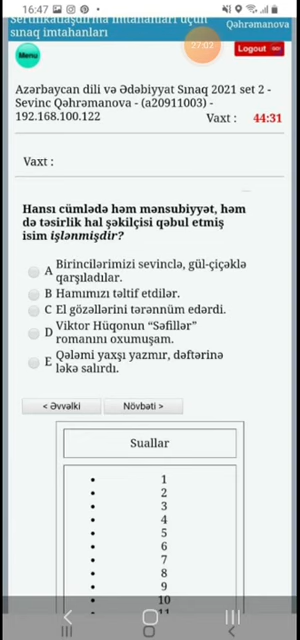 16:47
Sertifikatlaşdırma imtahanları üçün
sınaq imtahanları
Qəhrəmanova
27:02
Menu
Logout
Azərbaycan dili və Ədəbiyyat Sınaq 2021 set 2 -
Sevinc Qəhrəmanova - (a20911003) -
192.168.100.122
Vaxt : 44:31
Vaxt :
Hansı cümlədə həm mənsubiyyət, həm
də təsirlik hal şəkilçisi qəbul etmiş
isim işlənmişdir?
A Birincilərimizi sevinclə, gül-çiçəklə
qarşıladılar.
B Hamımızı təltif etdilər.
C El gözəllərini tərənnüm edərdi.
D Viktor Hüqonun “Səfillər”
romanını oxumuşam.
E Qələmi yaxşı yazmır, dəftərinə
ləkə salırdı.
< Əvvəlki
Növbəti >
Suallar
1
2
3
4
5
6
7
8
9
10
11